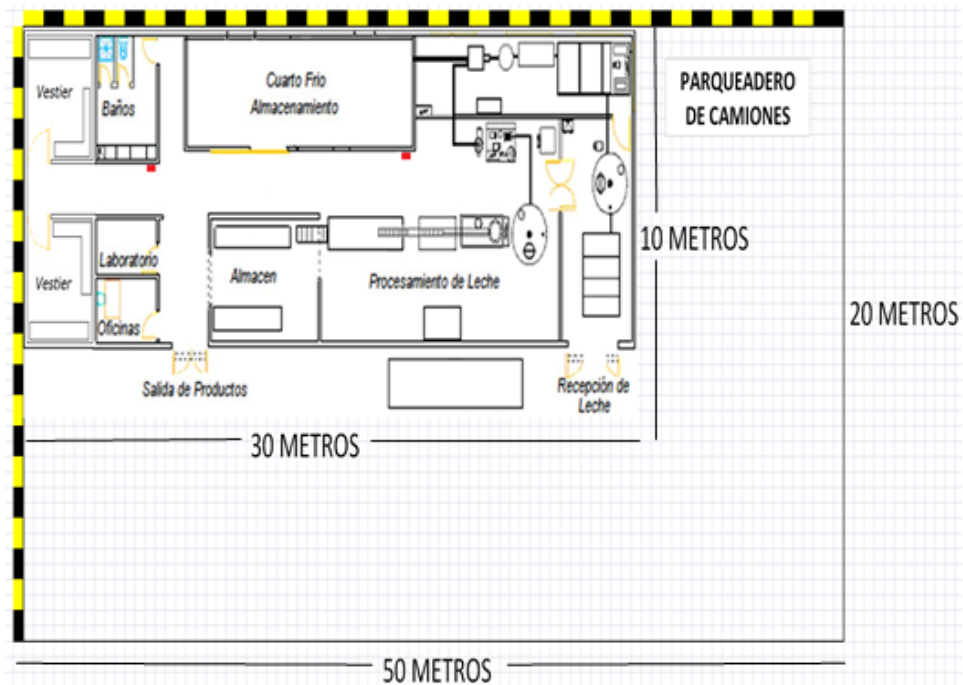 Vestier
Baños
Cuarto Frio
Almacenamiento
PARQUEADERO
DE CAMIONES
Vestier
Laboratorio
Oficinas
Almacen
Procesamiento de Leche
10 METROS
20 METROS
Salida de Productos
Recepción de
Leche
30 METROS
50 METROS